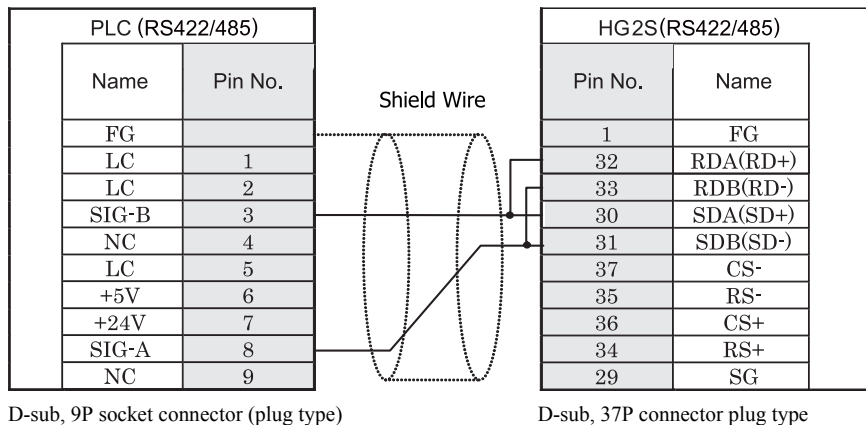 PLC (RS422/485)
Name Pin No.
FG
LC 1
LC 2
SIG-B 3
NC 4
LC 5
+5V 6
+24V 7
SIG-A 8
NC 9
D-sub, 9P socket connector (plug type)
Shield Wire
HG2S(RS422/485)
Pin No. Name
1 FG
32 RDA(RD+)
33 RDB(RD-)
30 SDA(SD+)
31 SDB(SD-)
37 CS-
35 RS-
36 CS+
34 RS+
29 SG
D-sub, 37P connector plug type